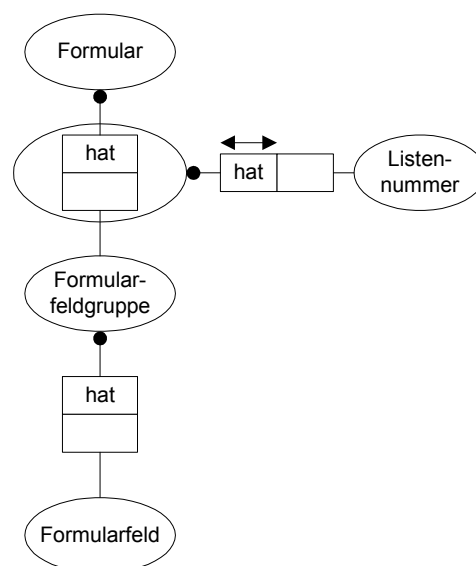 Formular
hat
hat
Listen-
nummer
Formular-
feldgruppe
hat
Formularfeld